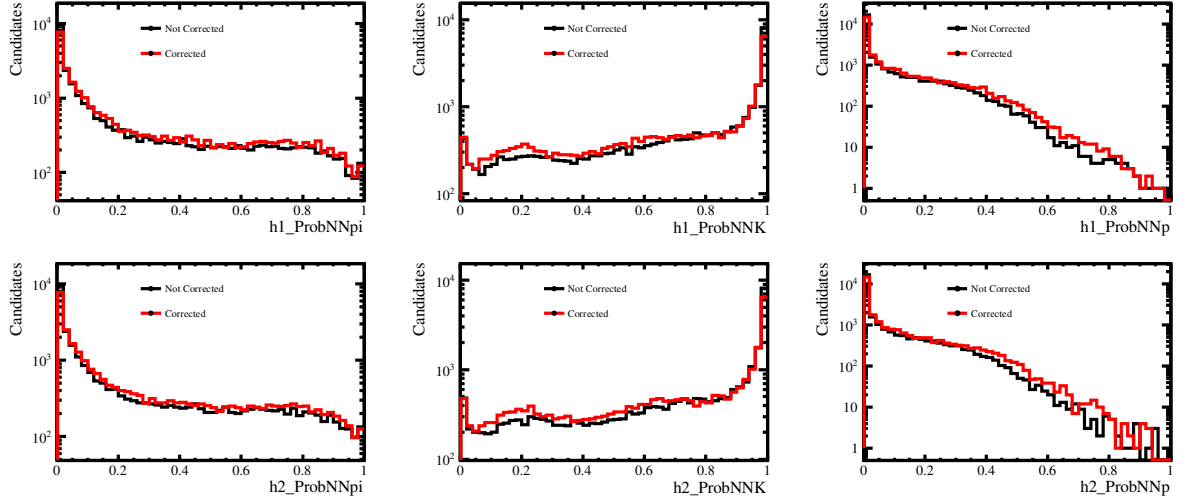 Candidates
10^4
10^3
10^2
Not Corrected
Corrected
0 0.2 0.4 0.6 0.8 1
h1_ProbNNpi
Candidates
10^4
10^3
10^2
Not Corrected
Corrected
0 0.2 0.4 0.6 0.8 1
h1_ProbNNK
Candidates
10^4
10^3
10^2
10
1
Not Corrected
Corrected
0 0.2 0.4 0.6 0.8 1
h1_ProbNNp
Candidates
10^4
10^3
10^2
Not Corrected
Corrected
0 0.2 0.4 0.6 0.8 1
h2_ProbNNpi
Candidates
10^4
10^3
10^2
Not Corrected
Corrected
0 0.2 0.4 0.6 0.8 1
h2_ProbNNK
Candidates
10^4
10^3
10^2
10
1
Not Corrected
Corrected
0 0.2 0.4 0.6 0.8 1
h2_ProbNNp